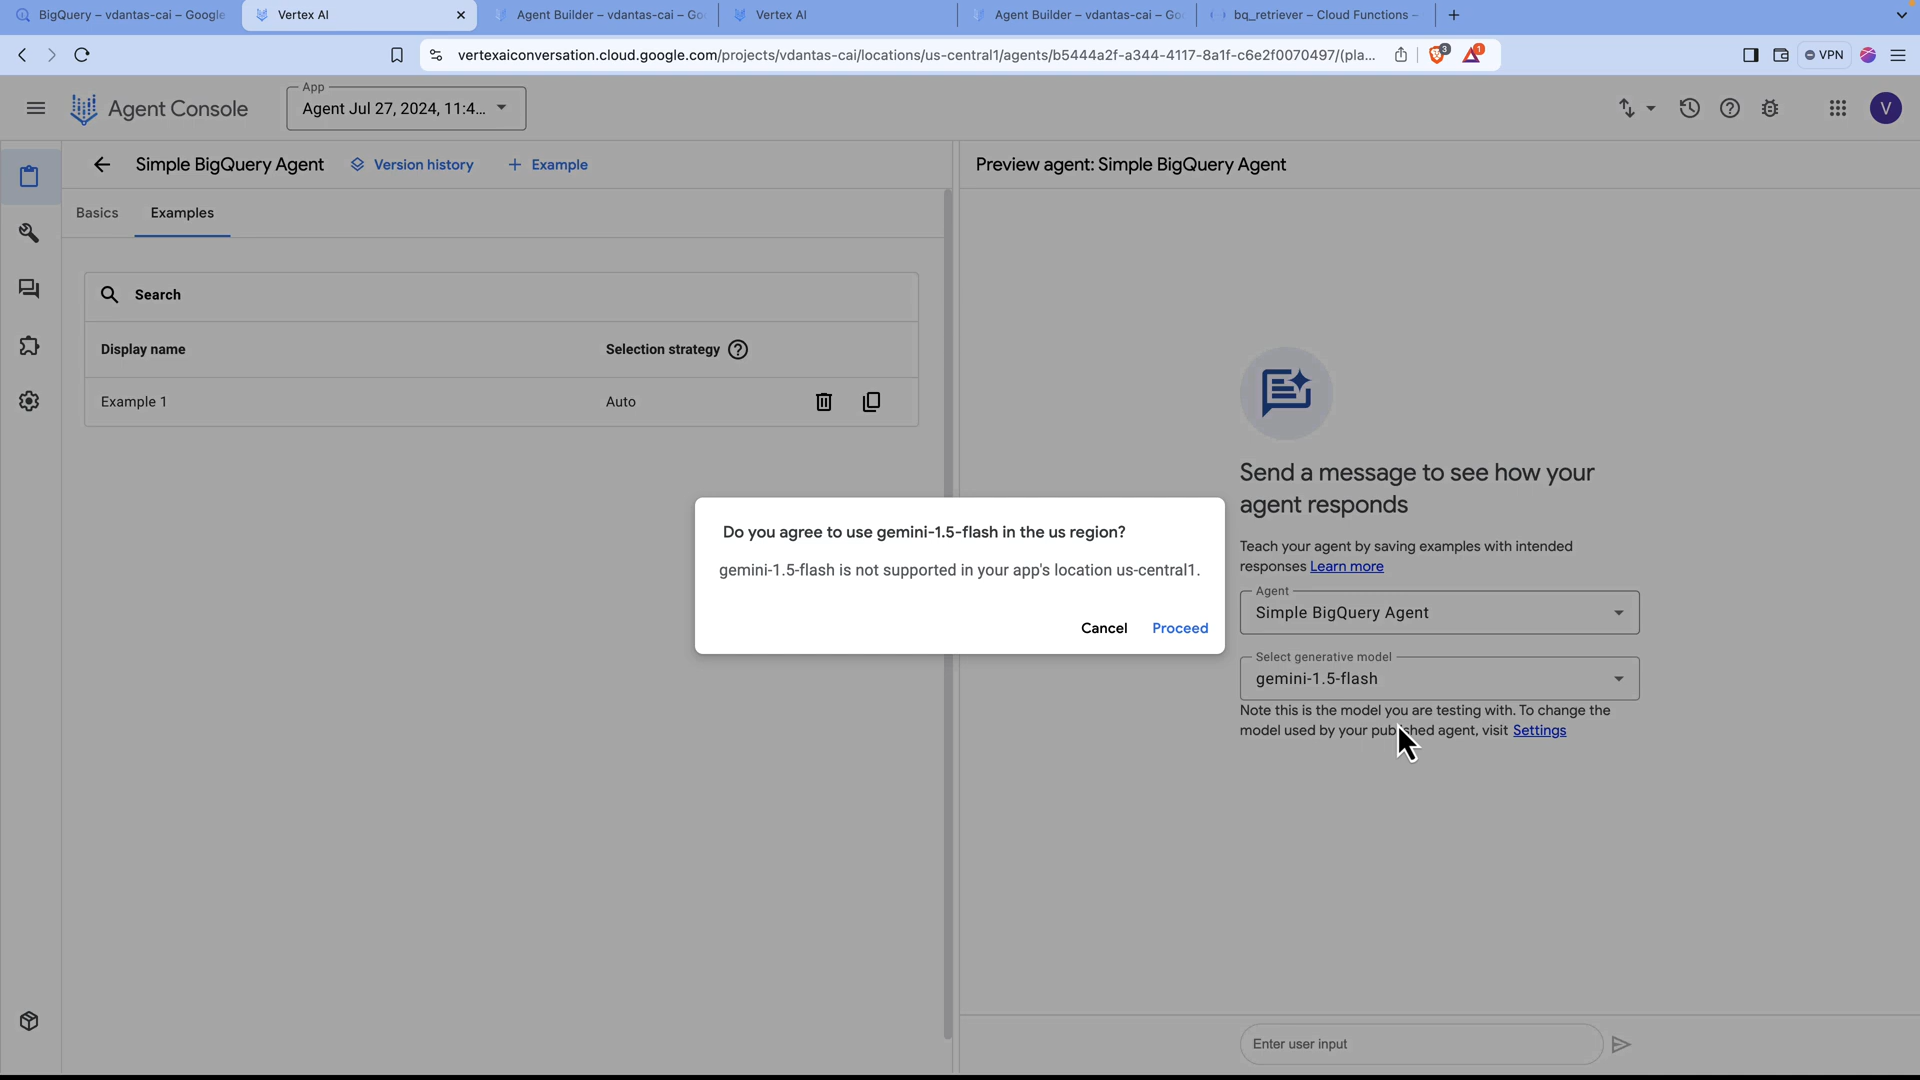 BigQuery – vdantas-cai – Google
Vertex AI
Agent Builder – vdantas-cai – Go
Vertex AI
Agent Builder – vdantas-cai – Go
bq_retriever – Cloud Functions –
vertexaiconversation.cloud.google.com/projects/vdantas-cai/locations/us-central1/agents/b5444a2f-a344-4117-8a1f-c6e2f0070497/(pla...
3
1
VPN
Agent Console
App
Agent Jul 27, 2024, 11:4...
V
Simple BigQuery Agent
Version history
+ Example
Preview agent: Simple BigQuery Agent
Basics
Examples
Search
Display name
Selection strategy
Example 1
Auto
Send a message to see how your
agent responds
Do you agree to use gemini-1.5-flash in the us region?
gemini-1.5-flash is not supported in your app's location us-central1.
Cancel
Proceed
Teach your agent by saving examples with intended
responses Learn more
Agent
Simple BigQuery Agent
Select generative model
gemini-1.5-flash
Note this is the model you are testing with. To change the
model used by your published agent, visit Settings
Enter user input